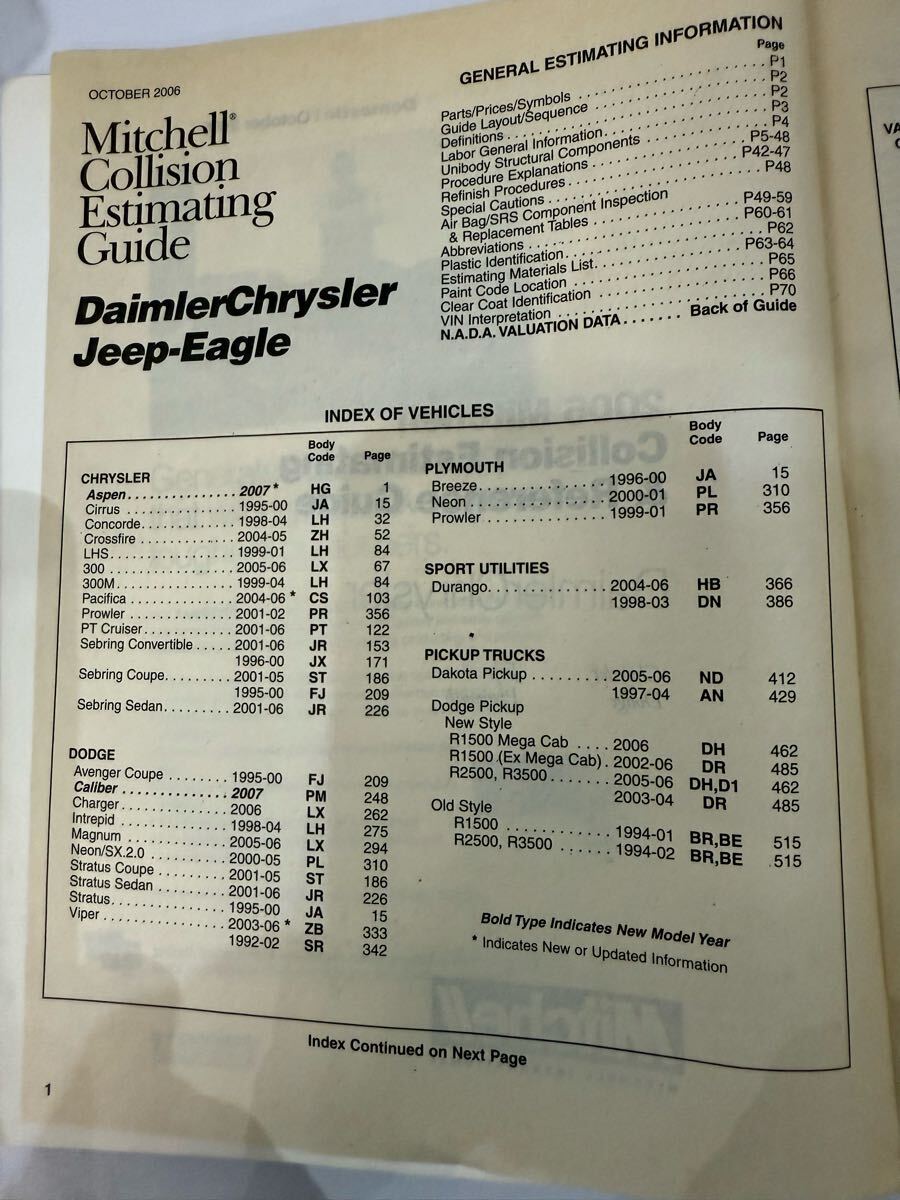 OCTOBER 2006
Mitchell®
Collision
Estimating
Guide
DaimlerChrysler
Jeep-Eagle
GENERAL ESTIMATING INFORMATION
Page
Parts/Prices/Symbols . . . . . P1
Guide Layout/Sequence . . . . . P2
Definitions . . . . . P2
Labor General Information . . . . . P3
Unibody Structural Components . . . . . P4
Procedure Explanations . . . . . P5-48
Refinish Procedures . . . . . P42-47
Special Cautions . . . . . P48
Air Bag/SRS Component Inspection
& Replacement Tables . . . . . P49-59
Abbreviations . . . . . P60-61
Plastic Identification . . . . . P62
Estimating Materials List . . . . . P63-64
Paint Code Location . . . . . P65
Clear Coat Identification . . . . . P66
VIN Interpretation . . . . . P70
N.A.D.A. VALUATION DATA . . . . . Back of Guide
INDEX OF VEHICLES
Body Code Page
CHRYSLER
Aspen . . . . . 2007 * HG 1
Cirrus . . . . . 1995-00 JA 15
Concorde . . . . . 1998-04 LH 32
Crossfire . . . . . 2004-05 ZH 52
LHS . . . . . 1999-01 LH 84
300 . . . . . 2005-06 LX 67
300M . . . . . 1999-04 LH 84
Pacifica . . . . . 2004-06 * CS 103
Prowler . . . . . 2001-02 PR 356
PT Cruiser . . . . . 2001-06 PT 122
Sebring Convertible . . . . . 2001-06 JR 153
1996-00 JX 171
Sebring Coupe . . . . . 2001-05 ST 186
1995-00 FJ 209
Sebring Sedan . . . . . 2001-06 JR 226
DODGE
Avenger Coupe . . . . . 1995-00 FJ 209
Caliber . . . . . 2007 PM 248
Charger . . . . . 2006 LX 262
Intrepid . . . . . 1998-04 LH 275
Magnum . . . . . 2005-06 LX 294
Neon/SX.2.0 . . . . . 2000-05 PL 310
Stratus Coupe . . . . . 2001-05 ST 186
Stratus Sedan . . . . . 2001-06 JR 226
Stratus . . . . . 1995-00 JA 15
Viper . . . . . 2003-06 * ZB 333
1992-02 SR 342
Body Code Page
PLYMOUTH
Breeze . . . . . 1996-00 JA 15
Neon . . . . . 2000-01 PL 310
Prowler . . . . . 1999-01 PR 356
SPORT UTILITIES
Durango . . . . . 2004-06 HB 366
1998-03 DN 386
PICKUP TRUCKS
Dakota Pickup . . . . . 2005-06 ND 412
1997-04 AN 429
Dodge Pickup
New Style
R1500 Mega Cab . . . . 2006 DH 462
R1500 (Ex Mega Cab) . 2002-06 DR 485
R2500, R3500 . . . . . 2005-06 DH,D1 462
2003-04 DR 485
Old Style
R1500 . . . . . 1994-01 BR,BE 515
R2500, R3500 . . . . . 1994-02 BR,BE 515
Bold Type Indicates New Model Year
* Indicates New or Updated Information
Index Continued on Next Page
1